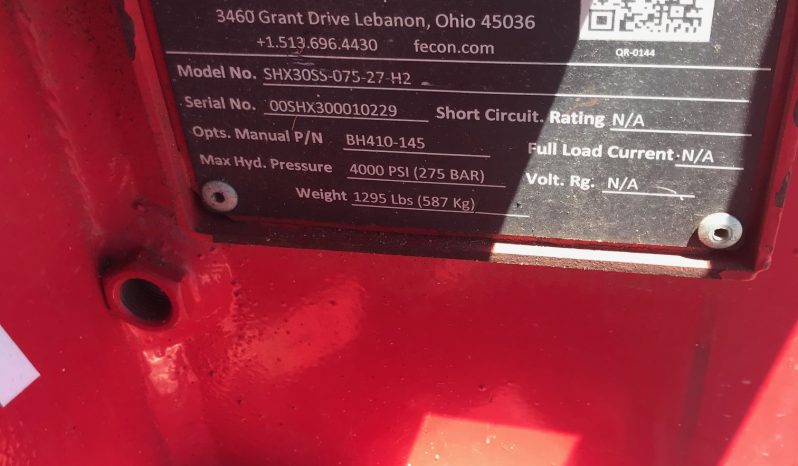 3460 Grant Drive Lebanon, Ohio 45036
+1.513.696.4430 fecon.com
QR-0144
Model No. SHX30SS-075-27-H2
Serial No. 00SHX300010229 Short Circuit. Rating N/A
Opts. Manual P/N BH410-145 Full Load Current N/A
Max Hyd. Pressure 4000 PSI (275 BAR) Volt. Rg. N/A
Weight 1295 Lbs (587 Kg)